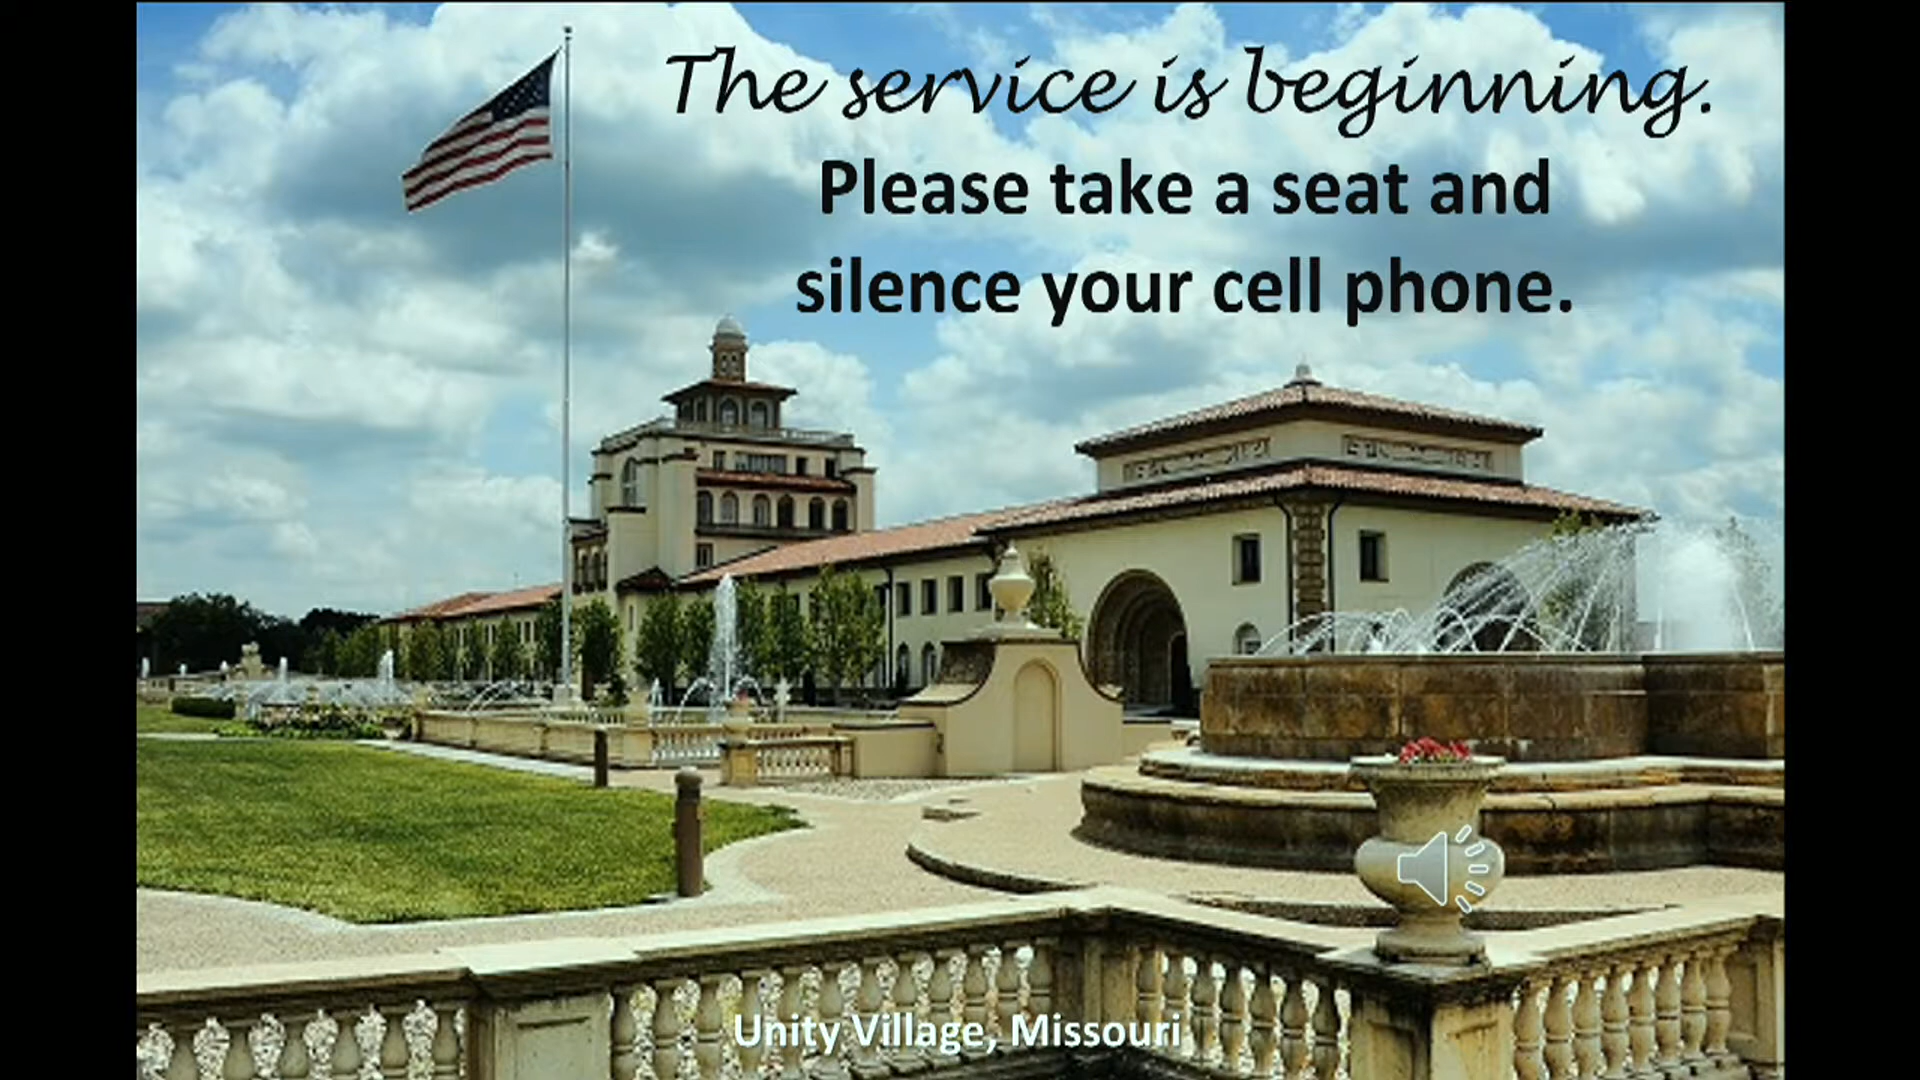 The service is beginning.
Please take a seat and
silence your cell phone.
Unity Village, Missouri